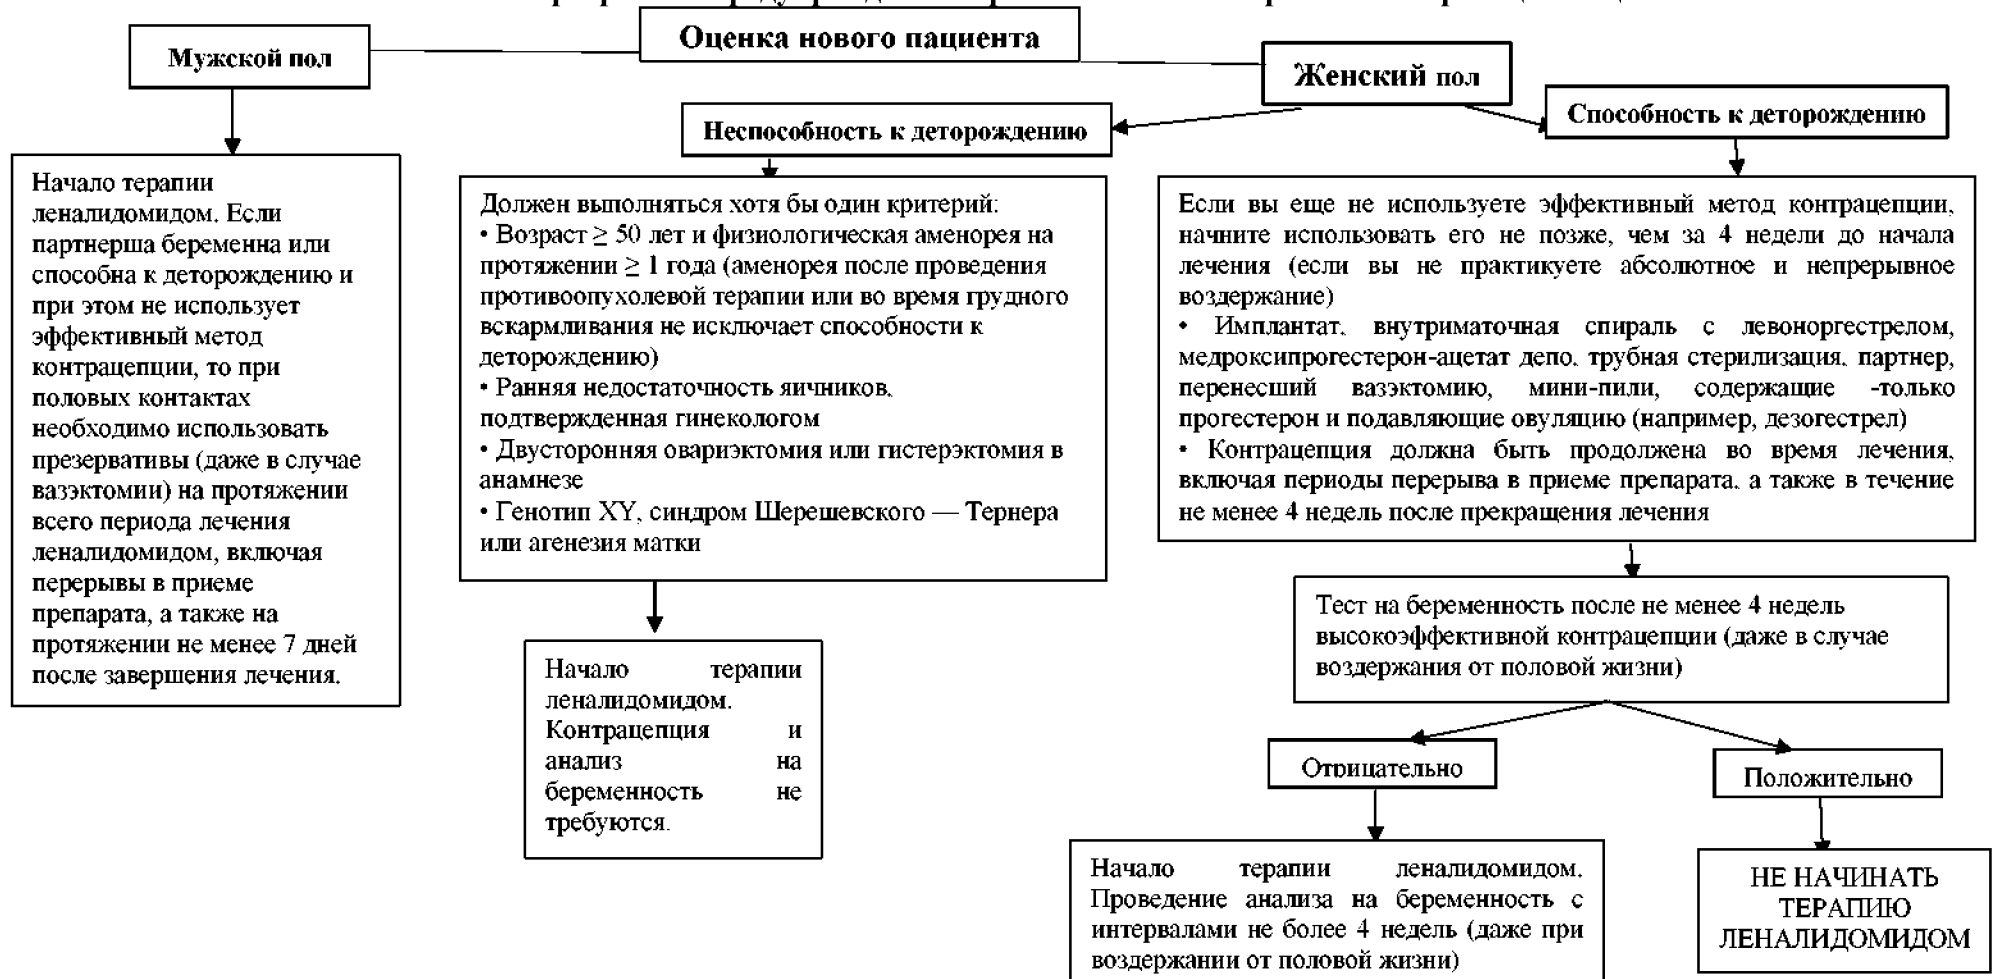 Оценка нового пациента
Мужской пол
Женский пол
Неспособность к деторождению
Способность к деторождению
Начало терапии
леналидомидом. Если
партнерша беременна или
способна к деторождению и
при этом не использует
эффективный метод
контрацепции, то при
половых контактах
необходимо использовать
презервативы (даже в случае
вазэктомии) на протяжении
всего периода лечения
леналидомидом, включая
перерывы в приеме
препарата, а также на
протяжении не менее 7 дней
после завершения лечения.
Должен выполняться хотя бы один критерий:
• Возраст ≥ 50 лет и физиологическая аменорея на
протяжении ≥ 1 года (аменорея после проведения
противоопухолевой терапии или во время грудного
вскармливания не исключает способности к
деторождению)
• Ранняя недостаточность яичников,
подтвержденная гинекологом
• Двусторонняя овариэктомия или гистерэктомия в
анамнезе
• Генотип XY, синдром Шерешевского — Тернера
или агенезия матки
Начало терапии
леналидомидом.
Контрацепция и
анализ на
беременность не
требуются.
Если вы еще не используете эффективный метод контрацепции,
начните использовать его не позже, чем за 4 недели до начала
лечения (если вы не практикуете абсолютное и непрерывное
воздержание)
• Имплантат, внутриматочная спираль с левоноргестрелом,
медроксипрогестерон-ацетат депо, трубная стерилизация, партнер,
перенесший вазэктомию, мини-пили, содержащие -только
прогестерон и подавляющие овуляцию (например, дезогестрел)
• Контрацепция должна быть продолжена во время лечения,
включая периоды перерыва в приеме препарата, а также в течение
не менее 4 недель после прекращения лечения
Тест на беременность после не менее 4 недель
высокоэффективной контрацепции (даже в случае
воздержания от половой жизни)
Отрицательно
Положительно
Начало терапии леналидомидом.
Проведение анализа на беременность с
интервалами не более 4 недель (даже при
воздержании от половой жизни)
НЕ НАЧИНАТЬ
ТЕРАПИЮ
ЛЕНАЛИДОМИДОМ